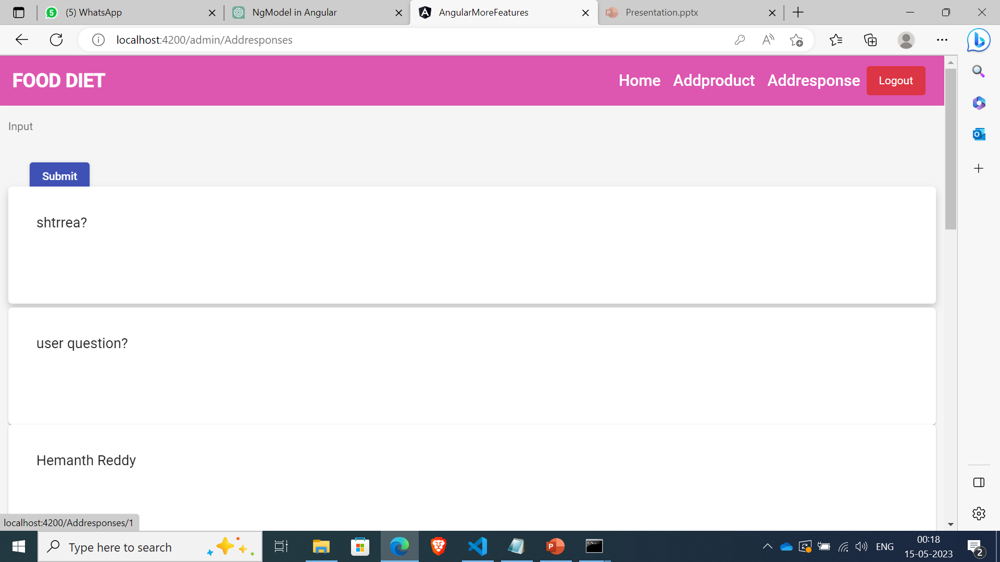 (5) WhatsApp
NgModel in Angular
AngularMoreFeatures
Presentation.pptx
localhost:4200/admin/Addresponses
FOOD DIET
Home
Addproduct
Addresponse
Logout
Input
Submit
shtrrea?
user question?
Hemanth Reddy
localhost:4200/Addresponses/1
Type here to search
ENG
00:18
15-05-2023
2